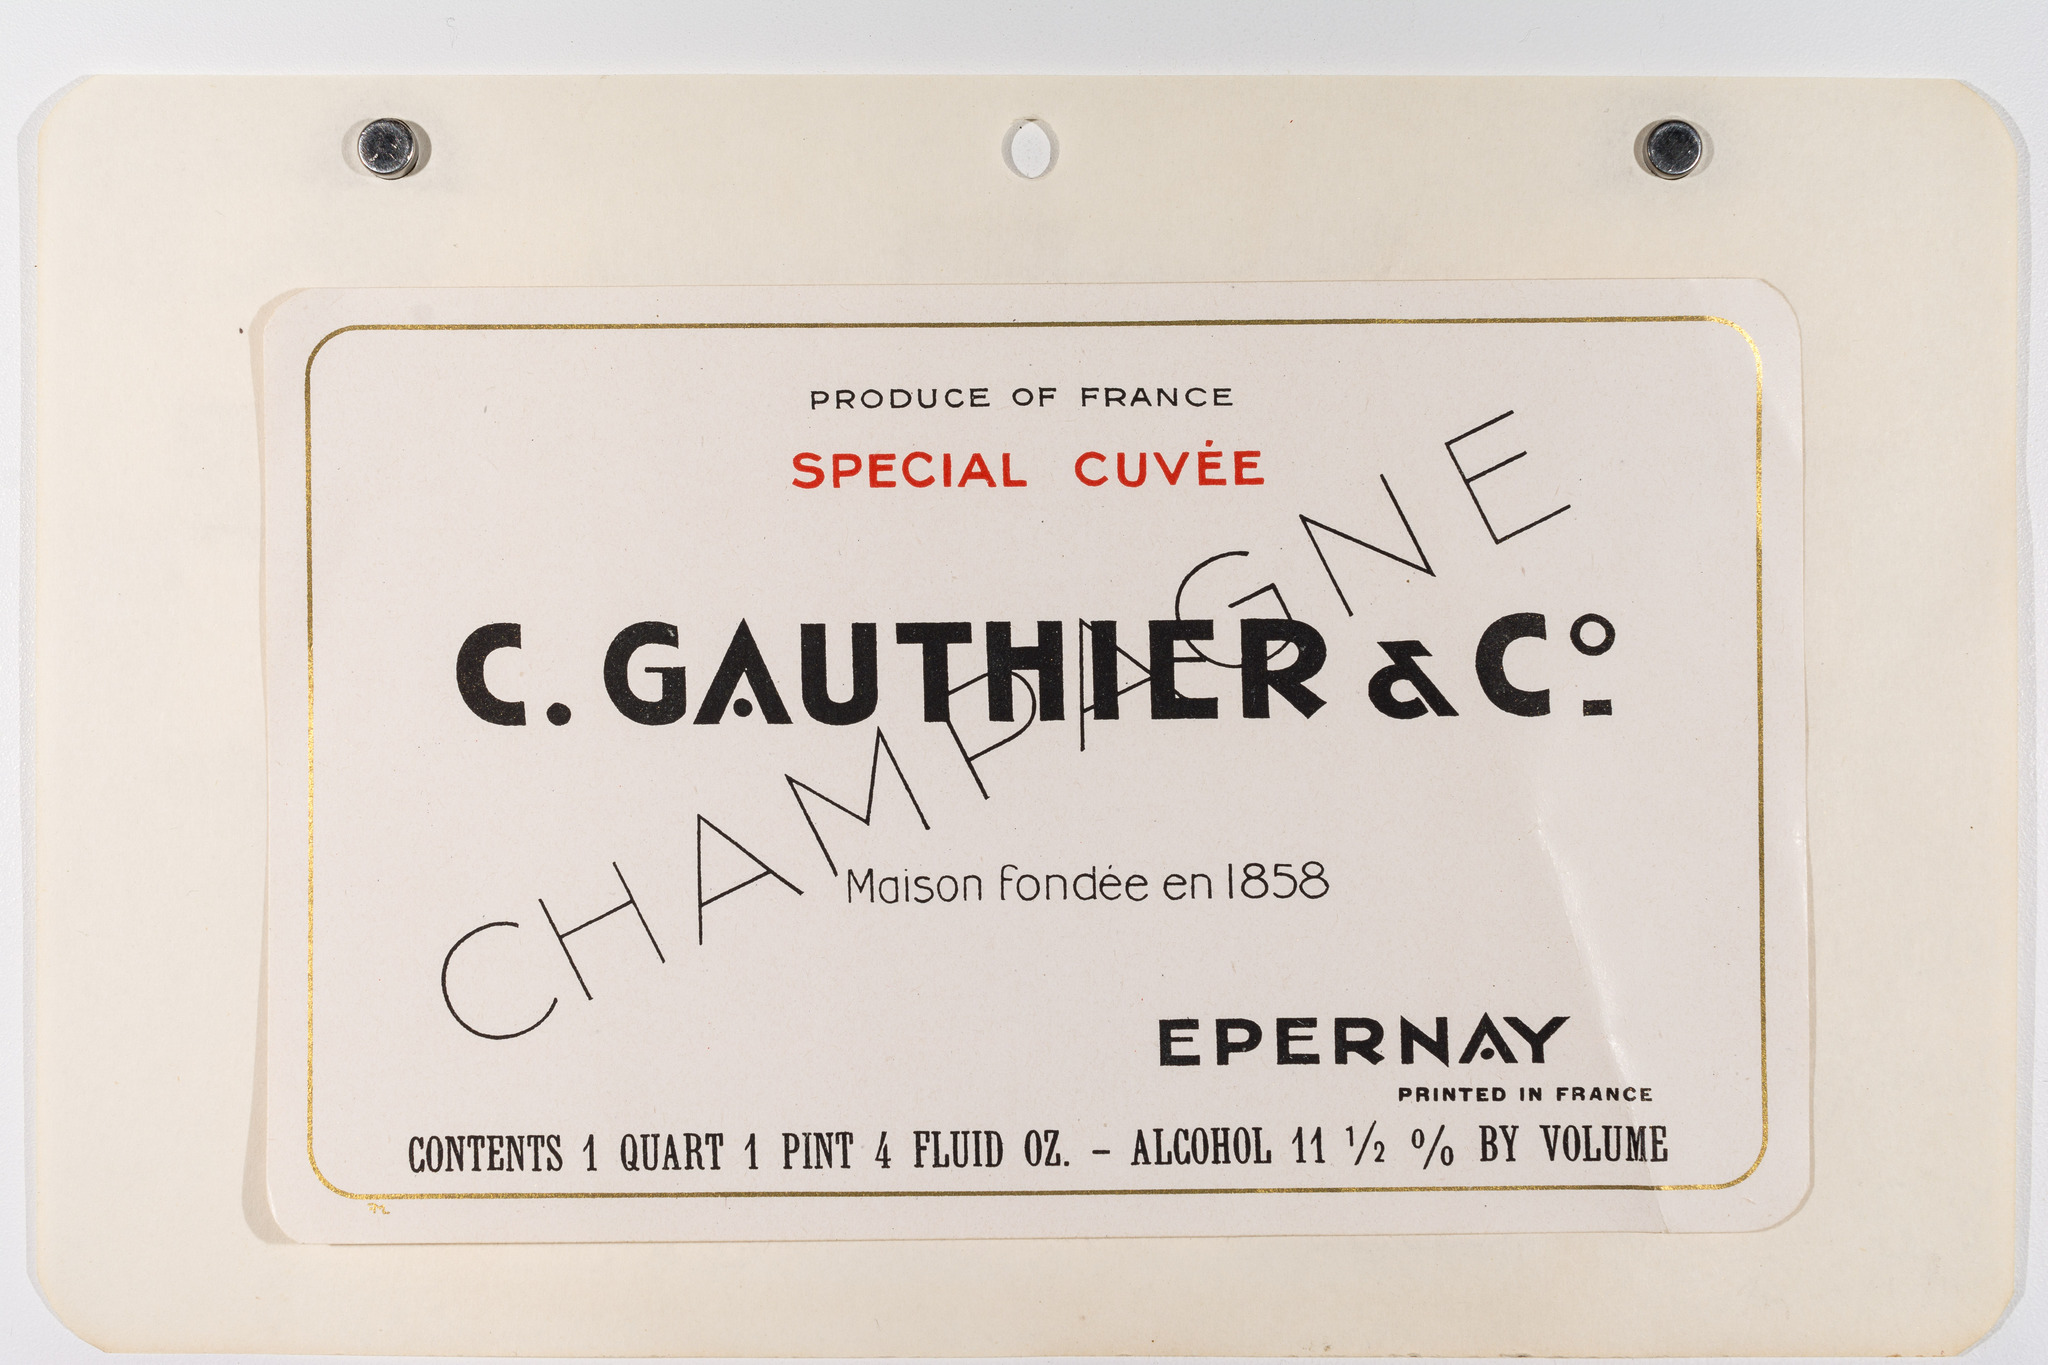 PRODUCE OF FRANCE
SPECIAL CUVÉE
CHAMPAGNE
C. GAUTHIER & Cº
Maison fondée en 1858
EPERNAY
PRINTED IN FRANCE
CONTENTS 1 QUART 1 PINT 4 FLUID OZ. – ALCOHOL 11 ½ % BY VOLUME